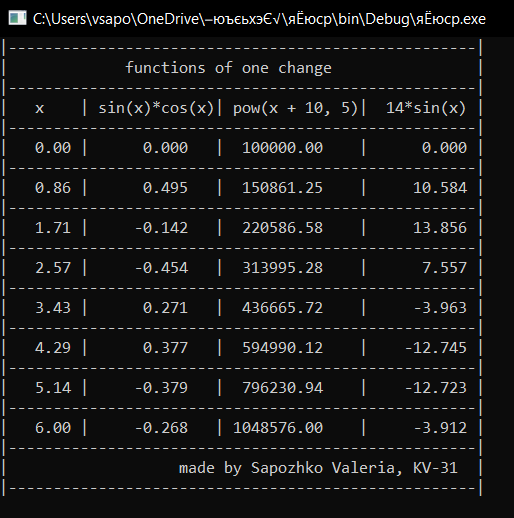 C:\Users\vsapo\OneDrive\–юъєьхэЄ√\яЁюср\bin\Debug\яЁюср.exe
|----------------------------------------------------|
| functions of one change |
|----------------------------------------------------|
| x | sin(x)*cos(x)| pow(x + 10, 5)| 14*sin(x) |
|----------------------------------------------------|
| 0.00 | 0.000 | 100000.00 | 0.000 |
|----------------------------------------------------|
| 0.86 | 0.495 | 150861.25 | 10.584 |
|----------------------------------------------------|
| 1.71 | -0.142 | 220586.58 | 13.856 |
|----------------------------------------------------|
| 2.57 | -0.454 | 313995.28 | 7.557 |
|----------------------------------------------------|
| 3.43 | 0.271 | 436665.72 | -3.963 |
|----------------------------------------------------|
| 4.29 | 0.377 | 594990.12 | -12.745 |
|----------------------------------------------------|
| 5.14 | -0.379 | 796230.94 | -12.723 |
|----------------------------------------------------|
| 6.00 | -0.268 | 1048576.00 | -3.912 |
|----------------------------------------------------|
| made by Sapozhko Valeria, KV-31 |
|----------------------------------------------------|